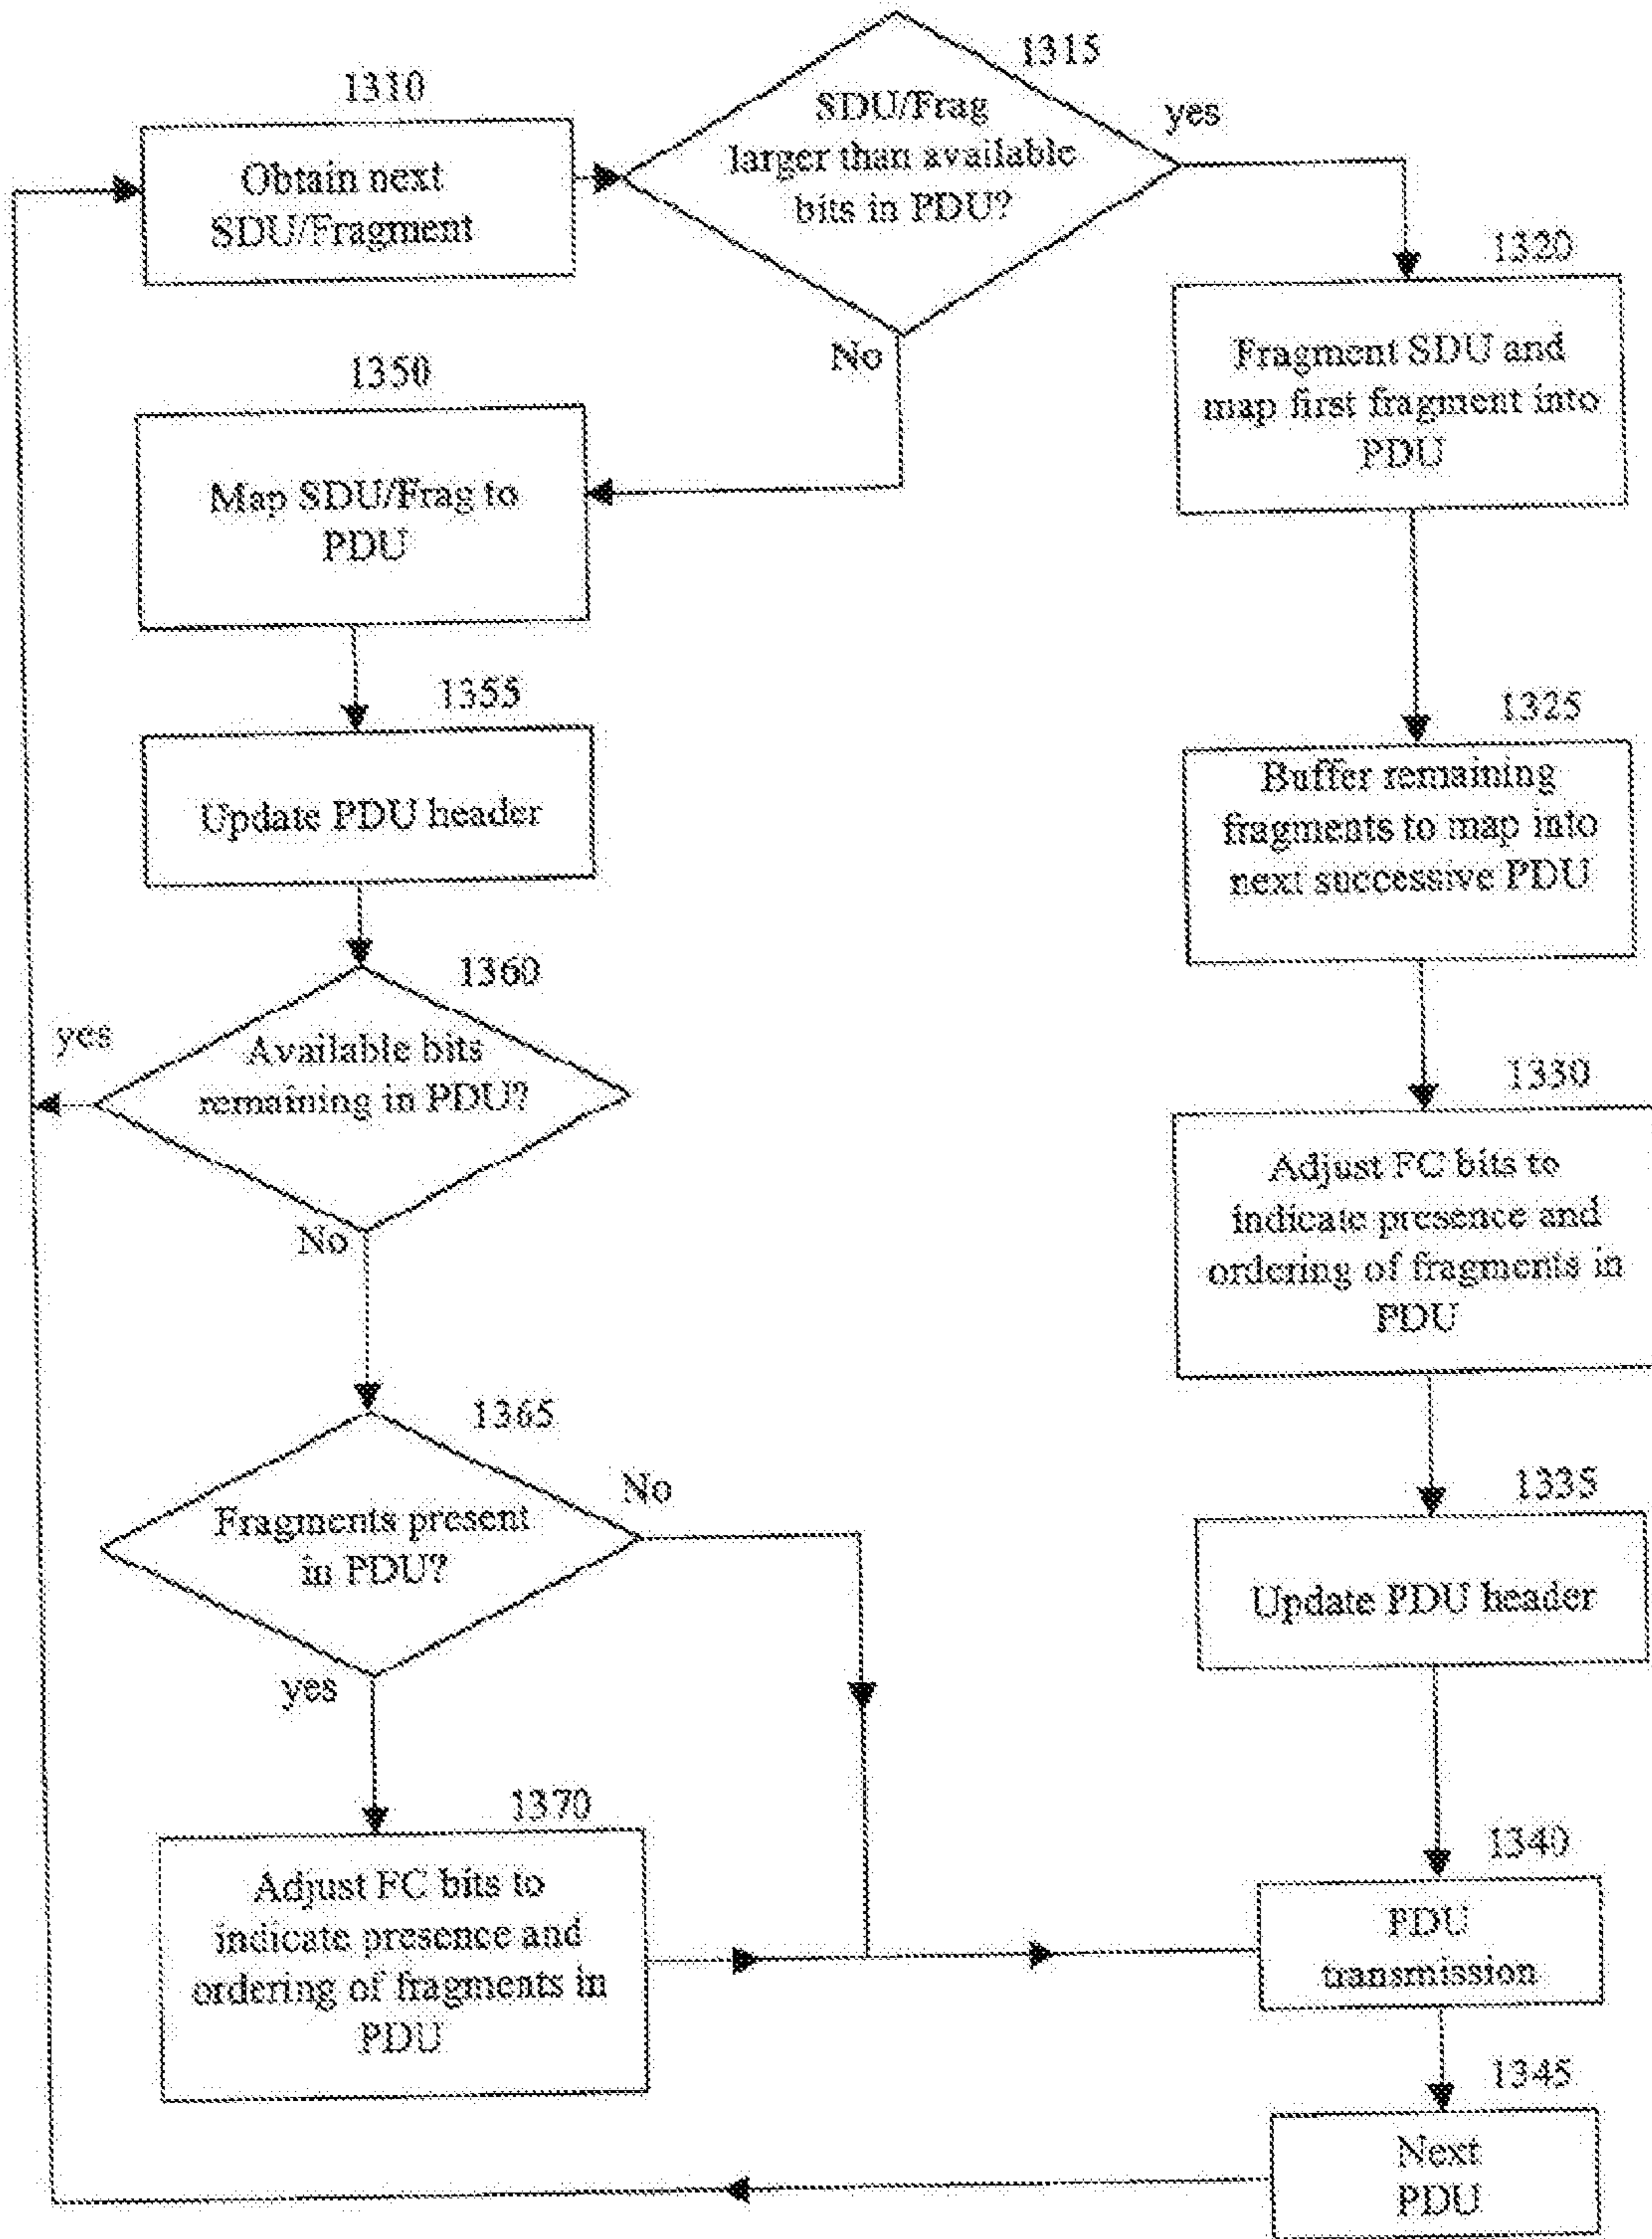 1310
Obtain next
SDU/Fragment
1315
SDU/Frag
larger than available
bits in PDU?
yes
No
1320
Fragment SDU and
map first fragment into
PDU
1325
Buffer remaining
fragments to map into
next successive PDU
1330
Adjust FC bits to
indicate presence and
ordering of fragments in
PDU
1335
Update PDU header
1340
PDU
transmission
1345
Next
PDU
1350
Map SDU/Frag to
PDU
1355
Update PDU header
1360
Available bits
remaining in PDU?
yes
No
1365
Fragments present
in PDU?
No
yes
1370
Adjust FC bits to
indicate presence and
ordering of fragments in
PDU